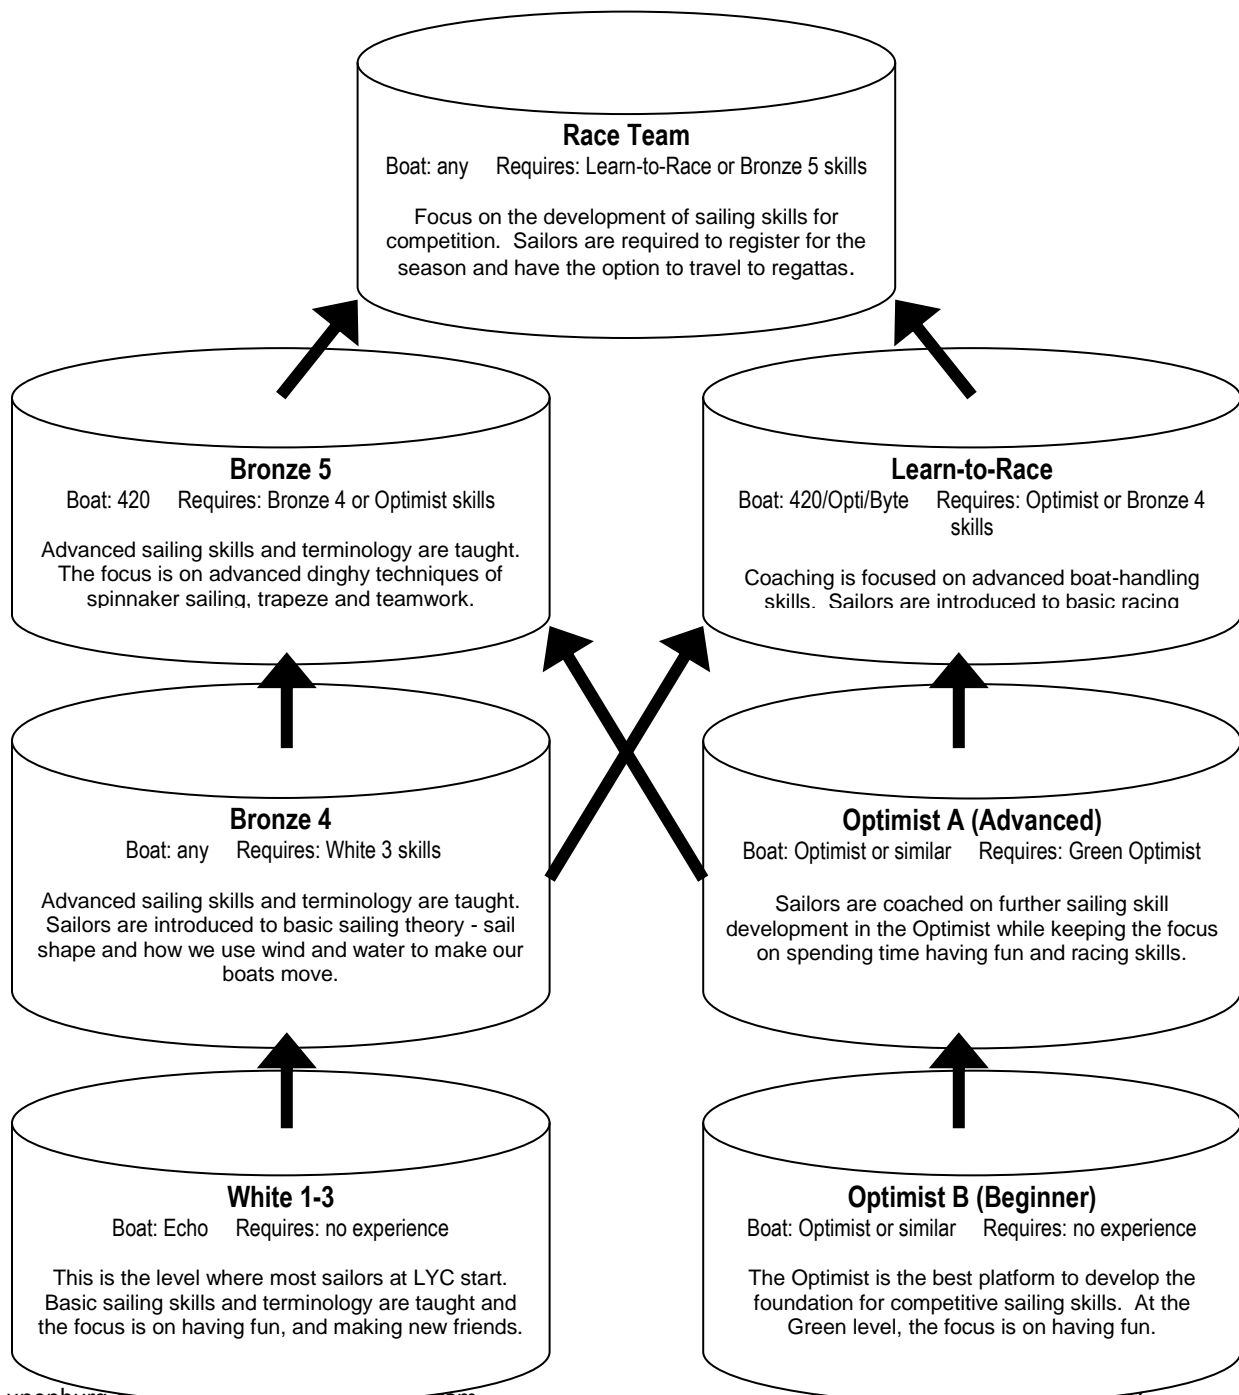 Race Team
Boat: any Requires: Learn-to-Race or Bronze 5 skills
Focus on the development of sailing skills for
competition. Sailors are required to register for the
season and have the option to travel to regattas.
Bronze 5
Boat: 420 Requires: Bronze 4 or Optimist skills
Advanced sailing skills and terminology are taught.
The focus is on advanced dinghy techniques of
spinnaker sailing, trapeze and teamwork.
Learn-to-Race
Boat: 420/Opti/Byte Requires: Optimist or Bronze 4
skills
Coaching is focused on advanced boat-handling
skills. Sailors are introduced to basic racing
Bronze 4
Boat: any Requires: White 3 skills
Advanced sailing skills and terminology are taught.
Sailors are introduced to basic sailing theory - sail
shape and how we use wind and water to make our
boats move.
Optimist A (Advanced)
Boat: Optimist or similar Requires: Green Optimist
Sailors are coached on further sailing skill
development in the Optimist while keeping the focus
on spending time having fun and racing skills.
White 1-3
Boat: Echo Requires: no experience
This is the level where most sailors at LYC start.
Basic sailing skills and terminology are taught and
the focus is on having fun, and making new friends.
Optimist B (Beginner)
Boat: Optimist or similar Requires: no experience
The Optimist is the best platform to develop the
foundation for competitive sailing skills. At the
Green level, the focus is on having fun.